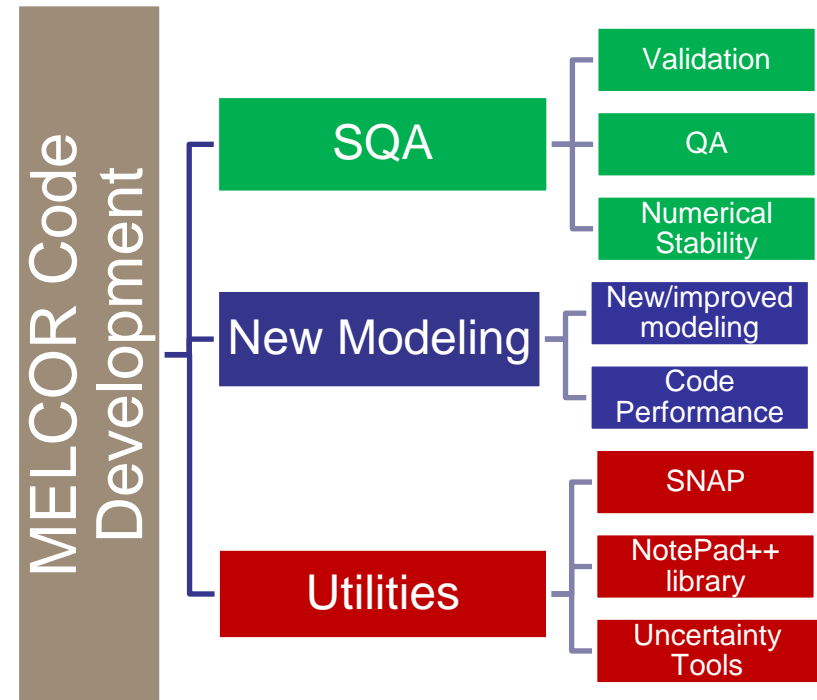 MELCOR Code
Development
SQA
Validation
QA
Numerical
Stability
New Modeling
New/improved
modeling
Code
Performance
Utilities
SNAP
NotePad++
library
Uncertainty
Tools